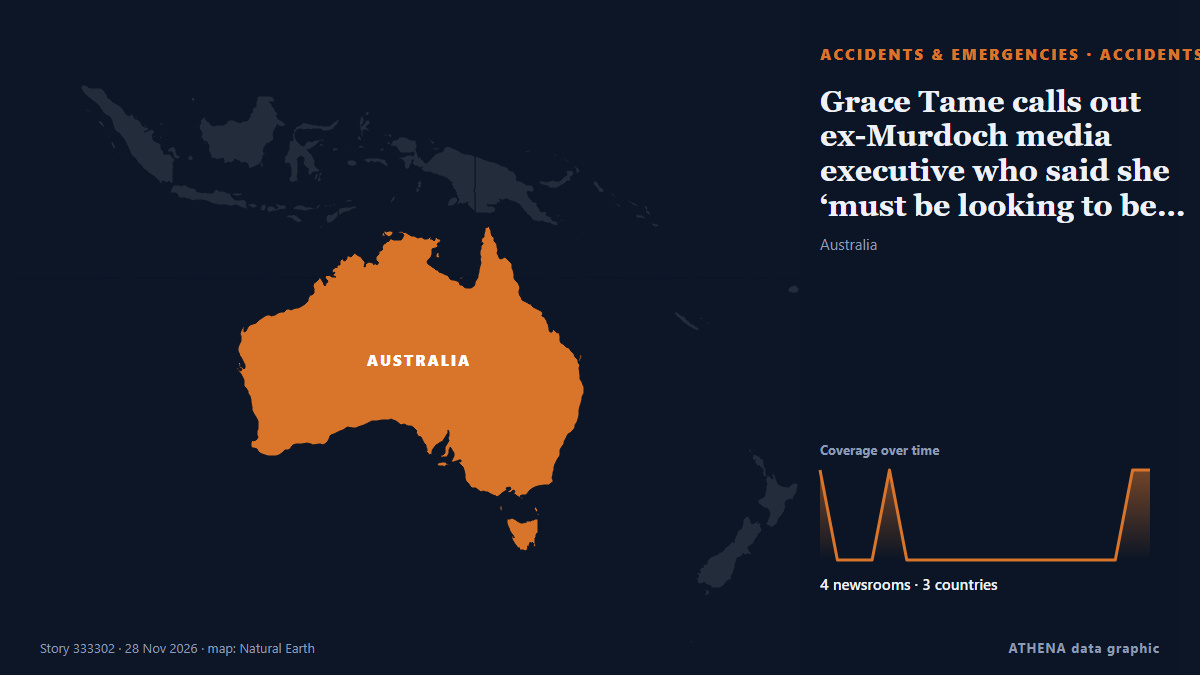 ACCIDENTS & EMERGENCIES · ACCIDENTS
Grace Tame calls out
ex-Murdoch media
executive who said she
‘must be looking to be…
Australia
AUSTRALIA
Coverage over time
4 newsrooms · 3 countries
Story 333302 · 28 Nov 2026 · map: Natural Earth
ATHENA data graphic